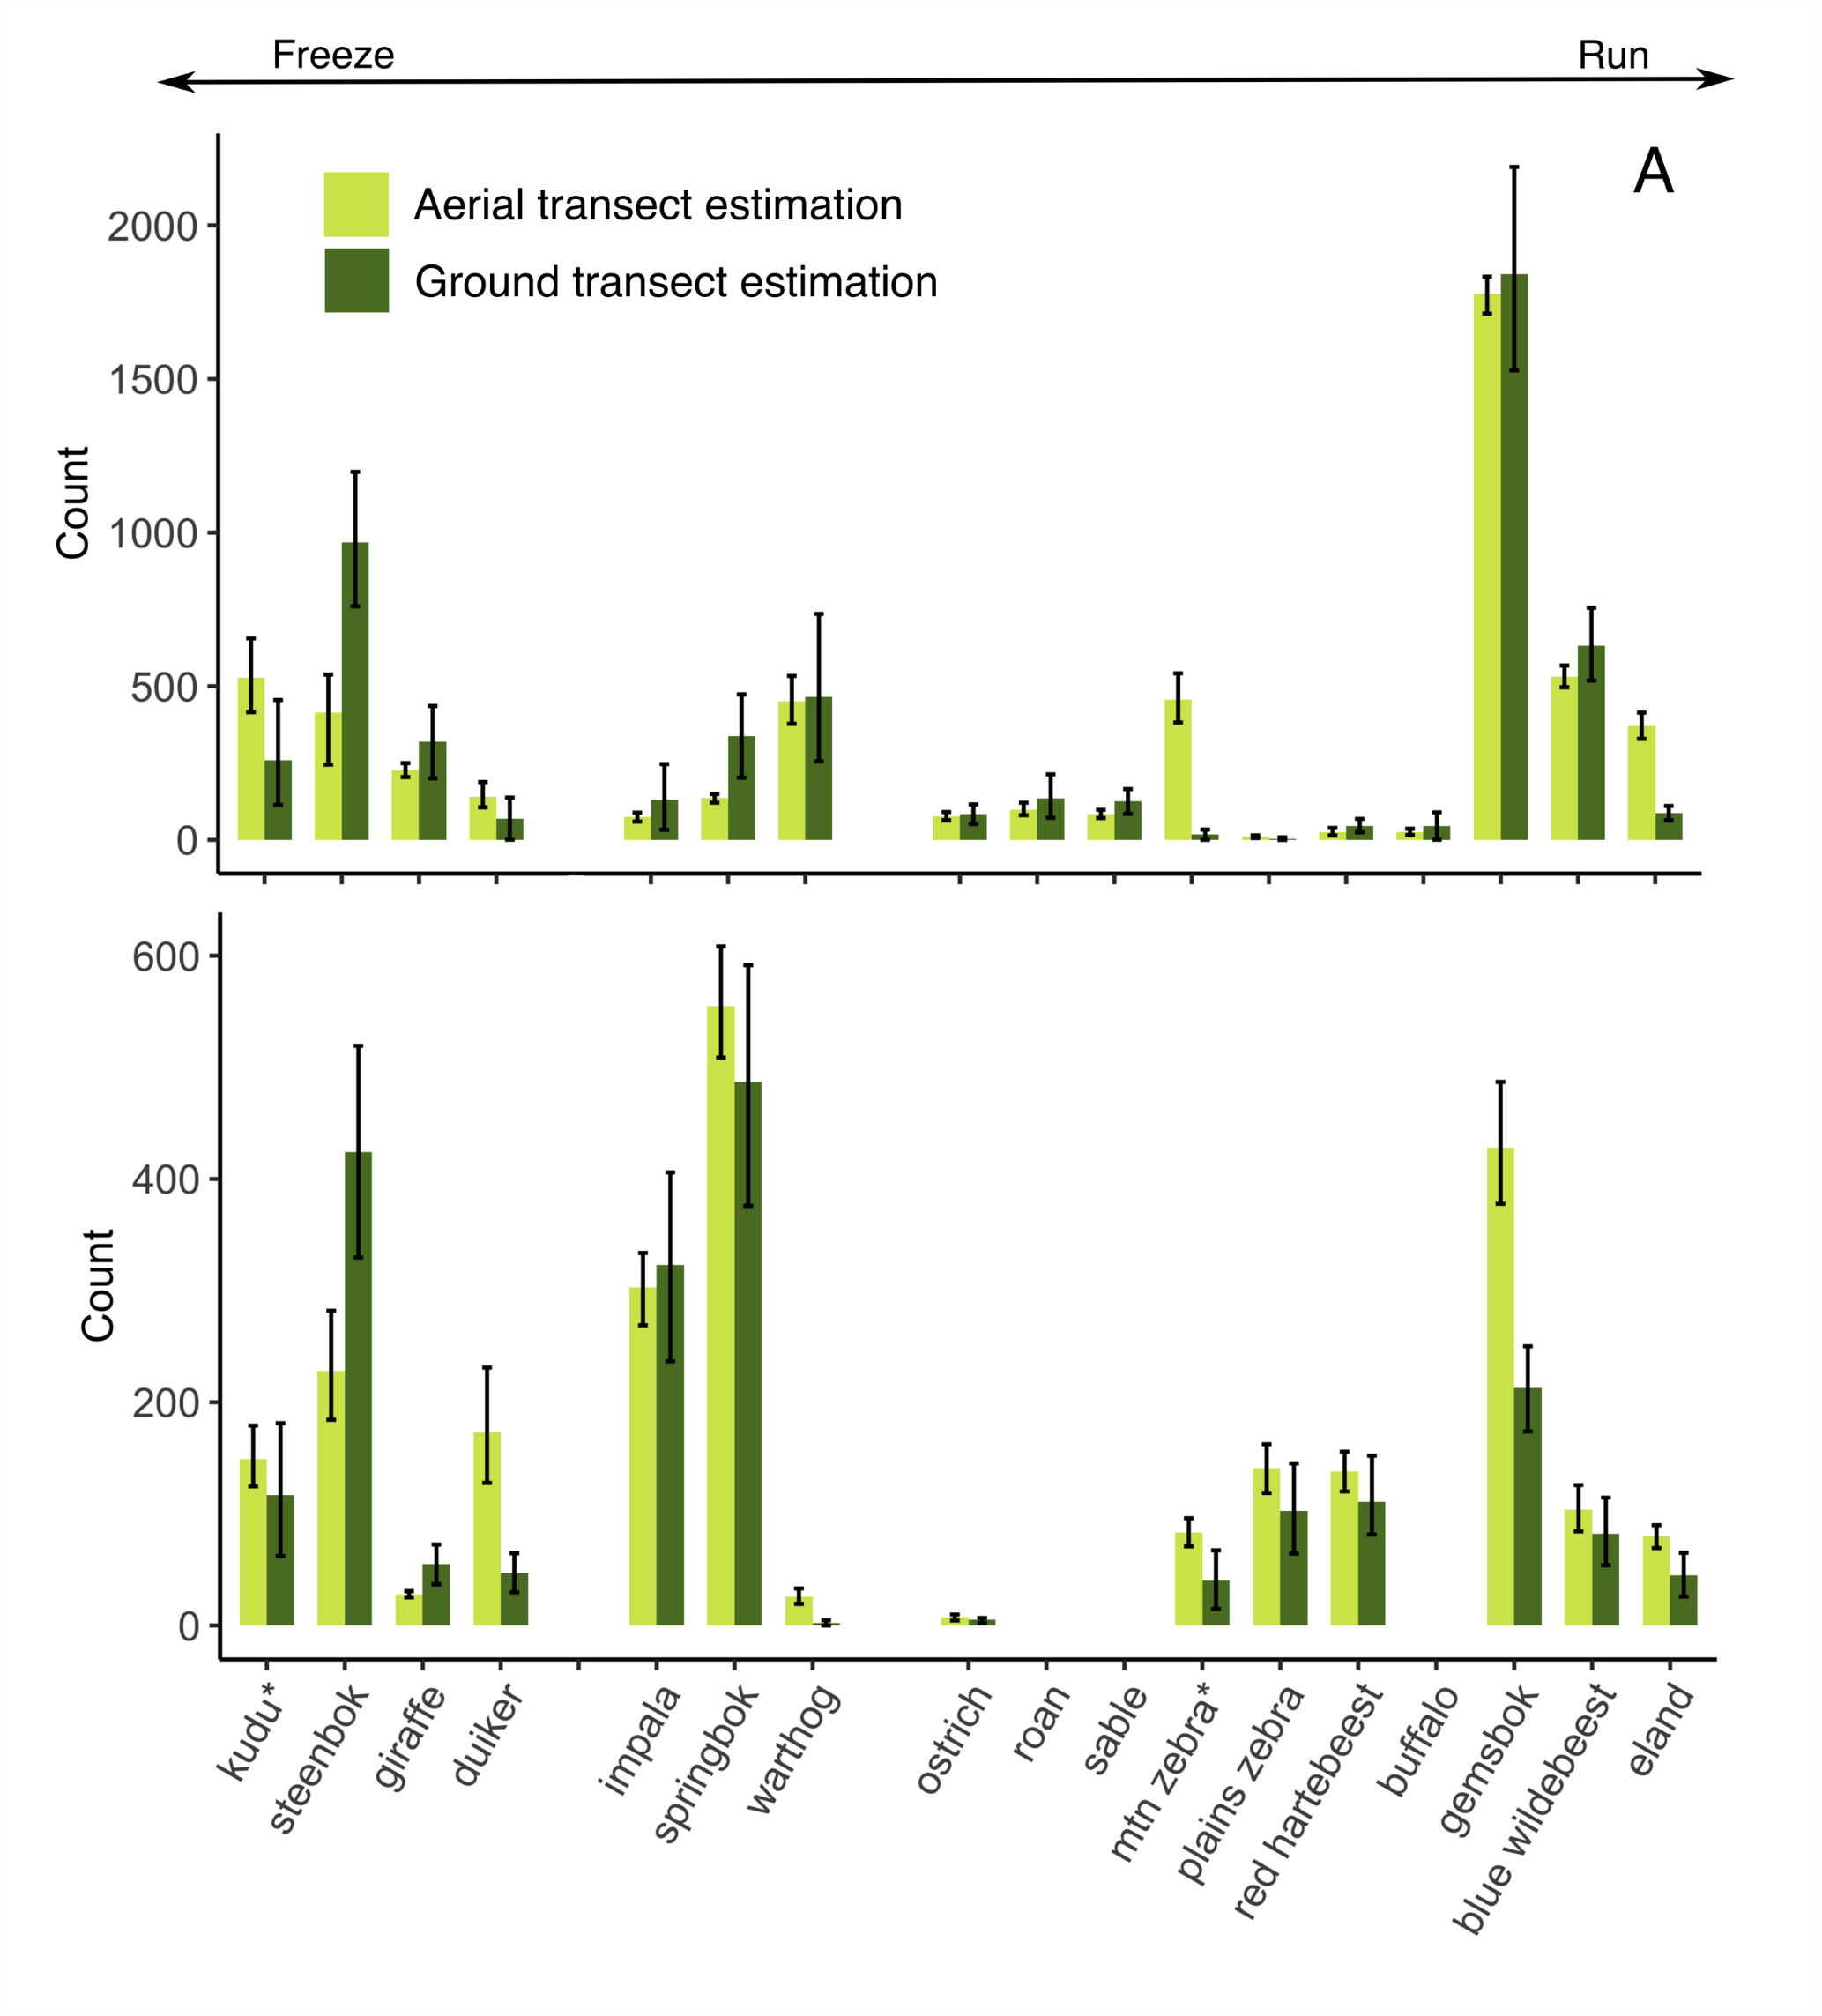 Freeze
Run
A
Aerial transect estimation
Ground transect estimation
Count
2000
1500
1000
500
0
Count
600
400
200
0
kudu*
steenbok
giraffe
duiker
impala
springbok
warthog
ostrich
roan
sable
mtn zebra*
plains zebra
red hartebeest
buffalo
gemsbok
blue wildebeest
eland